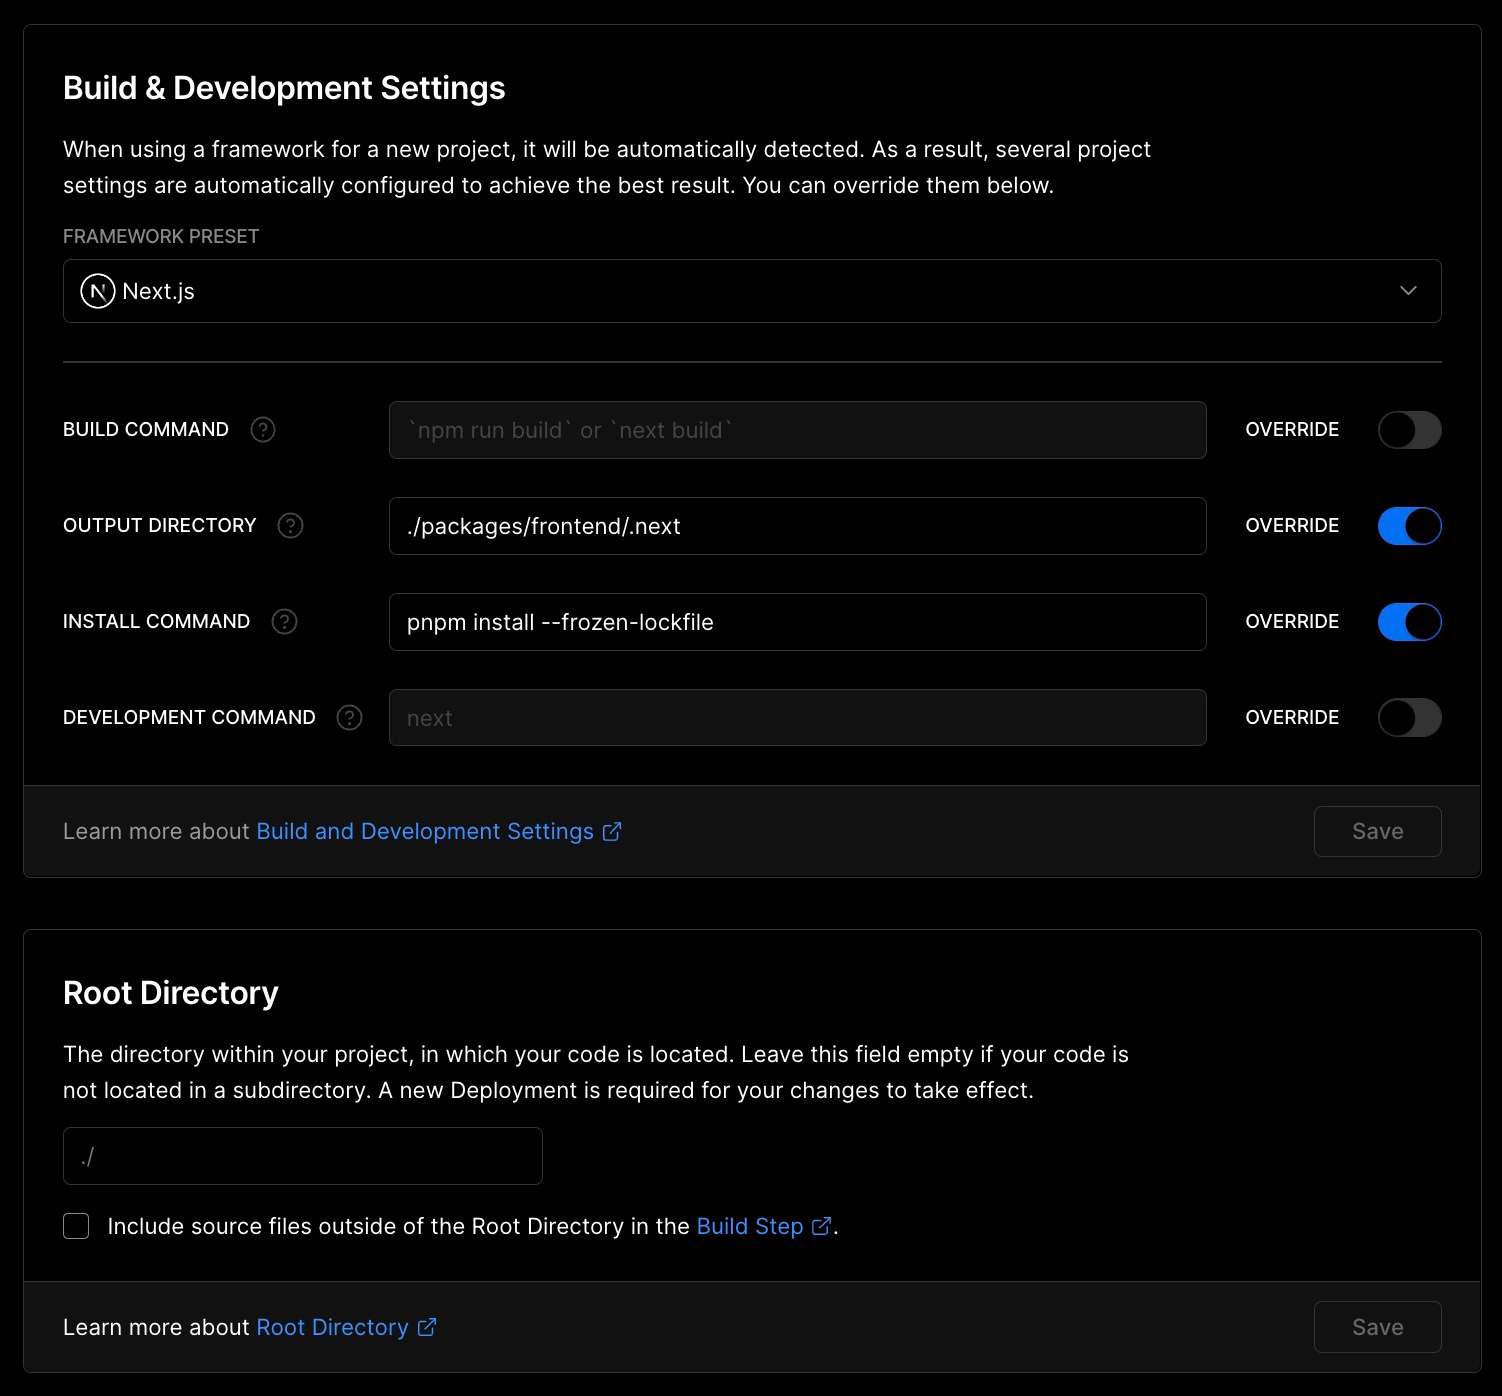 Build & Development Settings
When using a framework for a new project, it will be automatically detected. As a result, several project
settings are automatically configured to achieve the best result. You can override them below.
FRAMEWORK PRESET
N Next.js
BUILD COMMAND ? `npm run build` or `next build` OVERRIDE
OUTPUT DIRECTORY ? ./packages/frontend/.next OVERRIDE
INSTALL COMMAND ? pnpm install --frozen-lockfile OVERRIDE
DEVELOPMENT COMMAND ? next OVERRIDE
Learn more about Build and Development Settings Save
Root Directory
The directory within your project, in which your code is located. Leave this field empty if your code is
not located in a subdirectory. A new Deployment is required for your changes to take effect.
./
Include source files outside of the Root Directory in the Build Step .
Learn more about Root Directory Save